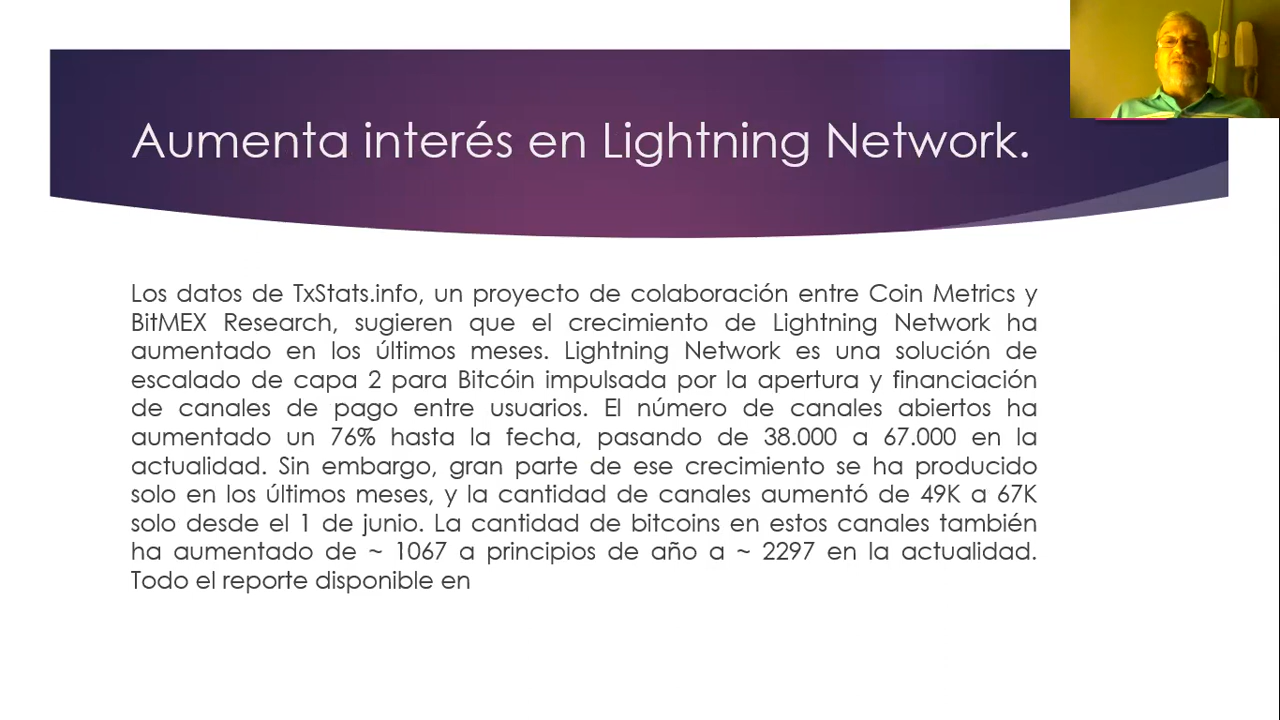 Aumenta interés en Lightning Network.
Los datos de TxStats.info, un proyecto de colaboración entre Coin Metrics y
BitMEX Research, sugieren que el crecimiento de Lightning Network ha
aumentado en los últimos meses. Lightning Network es una solución de
escalado de capa 2 para Bitcóin impulsada por la apertura y financiación
de canales de pago entre usuarios. El número de canales abiertos ha
aumentado un 76% hasta la fecha, pasando de 38.000 a 67.000 en la
actualidad. Sin embargo, gran parte de ese crecimiento se ha producido
solo en los últimos meses, y la cantidad de canales aumentó de 49K a 67K
solo desde el 1 de junio. La cantidad de bitcoins en estos canales también
ha aumentado de ~ 1067 a principios de año a ~ 2297 en la actualidad.
Todo el reporte disponible en